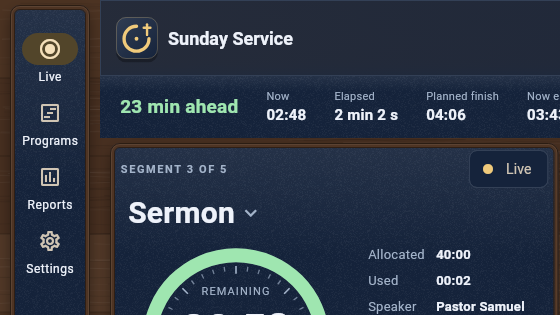 Sunday Service
Live
Programs
Reports
Settings
23 min ahead
Now
02:48
Elapsed
2 min 2 s
Planned finish
04:06
Now
SEGMENT 3 OF 5
Live
Sermon
REMAINING
Allocated 40:00
Used 00:02
Speaker Pastor Samuel